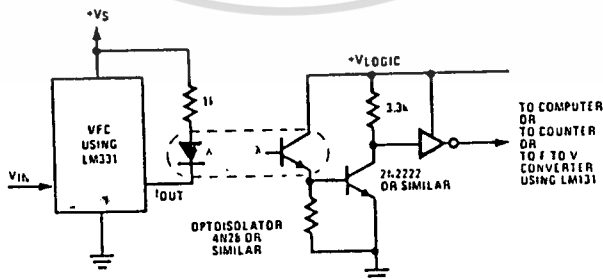 +VS
+VLOGIC
1k
3.3k
VFC
USING
LM331
λ
λ
VIN
fOUT
2N2222
OR SIMILAR
OPTOISOLATOR
4N28 OR
SIMILAR
TO COMPUTER
OR
TO COUNTER
OR
TO F TO V
CONVERTER
USING LM131